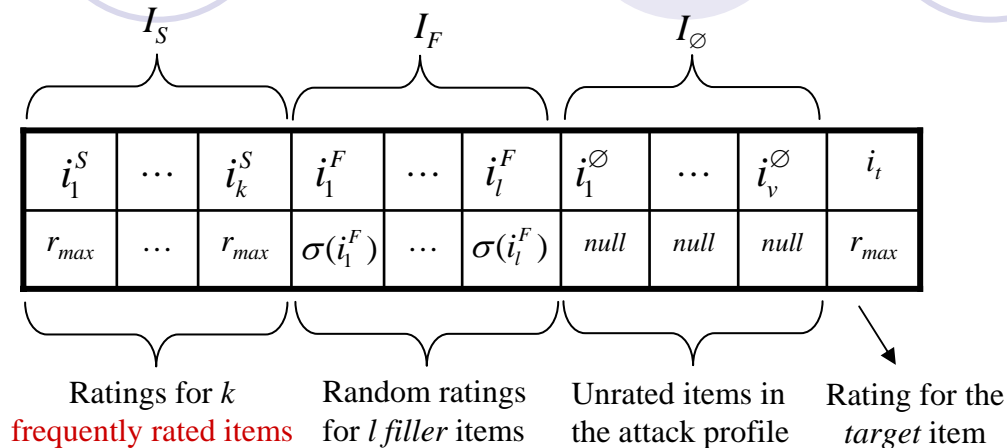 I_S I_F I_∅
i_1^S ... i_k^S i_1^F ... i_l^F i_1^∅ ... i_v^∅ i_t
r_max ... r_max σ(i_1^F) ... σ(i_l^F) null null null r_max
Ratings for k frequently rated items
Random ratings for l filler items
Unrated items in the attack profile
Rating for the target item